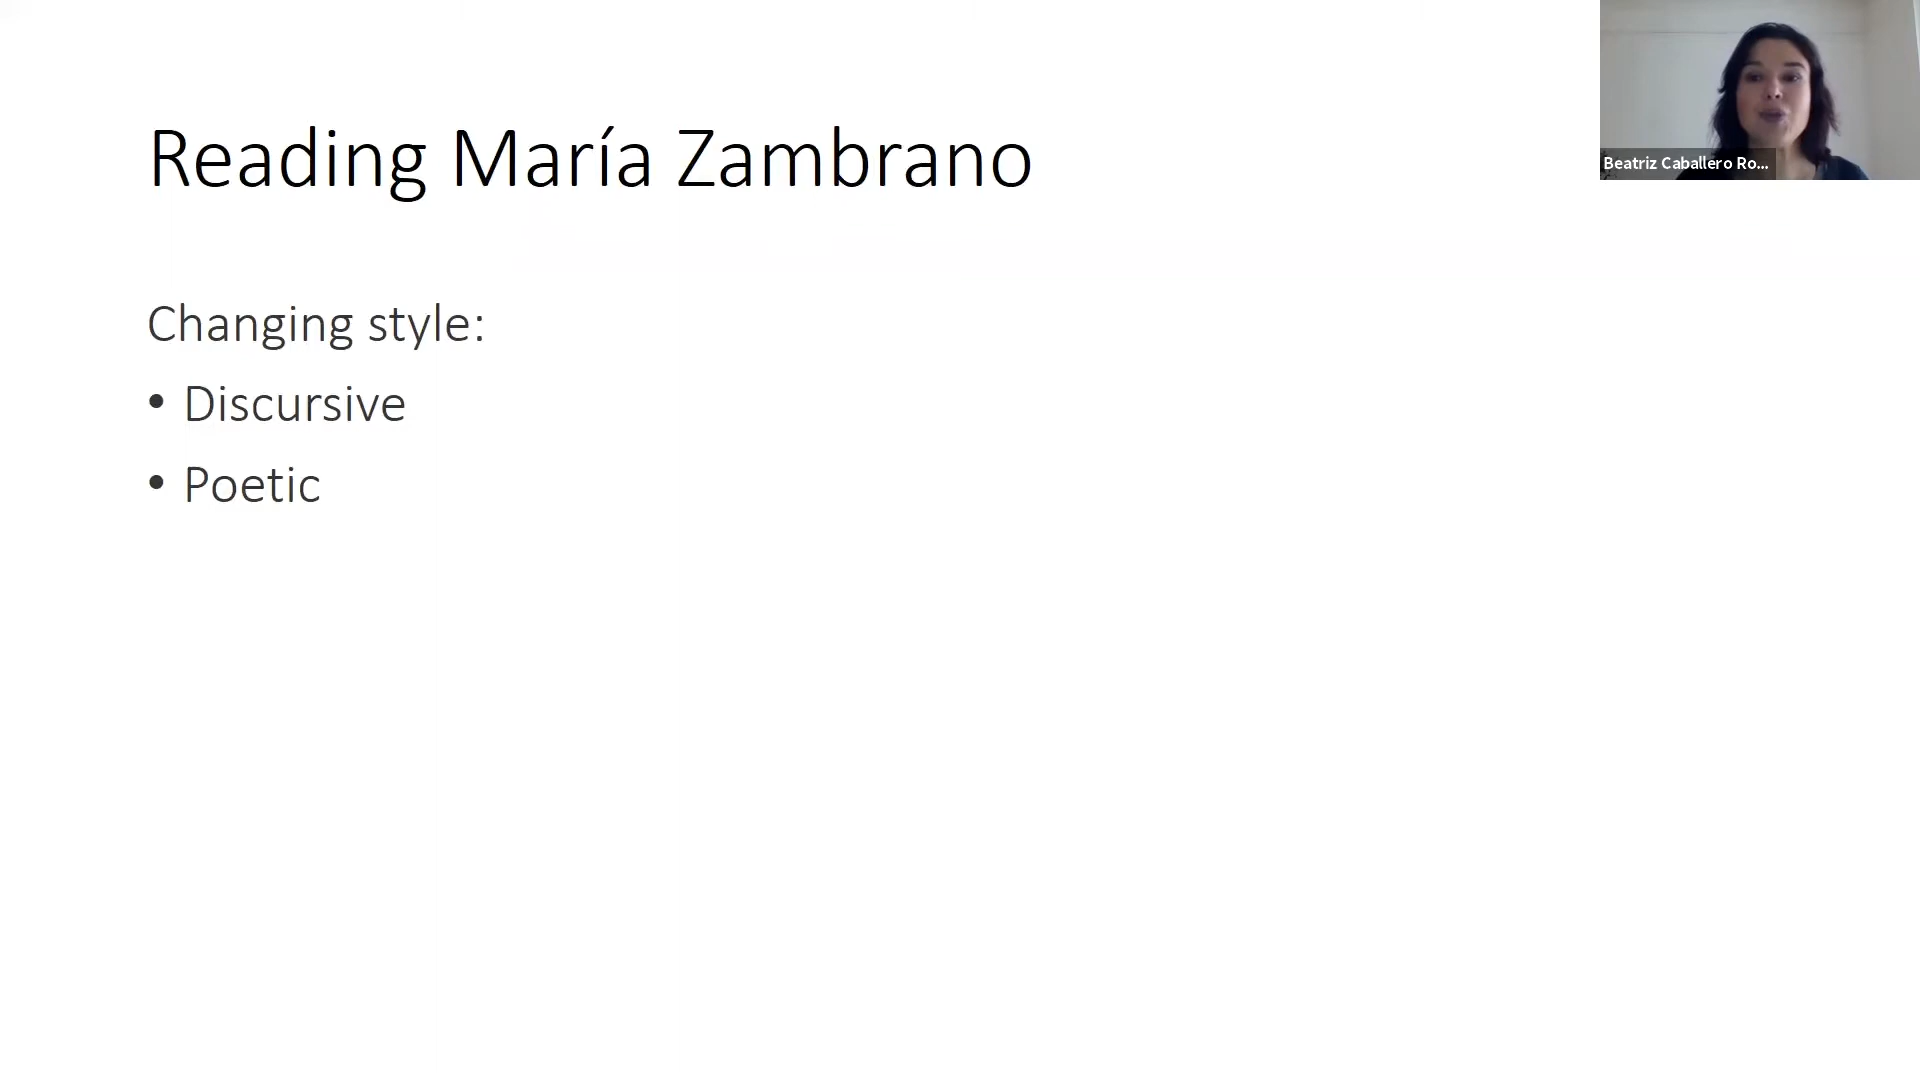 Reading María Zambrano
Beatriz Caballero Ro...
Changing style:
• Discursive
• Poetic